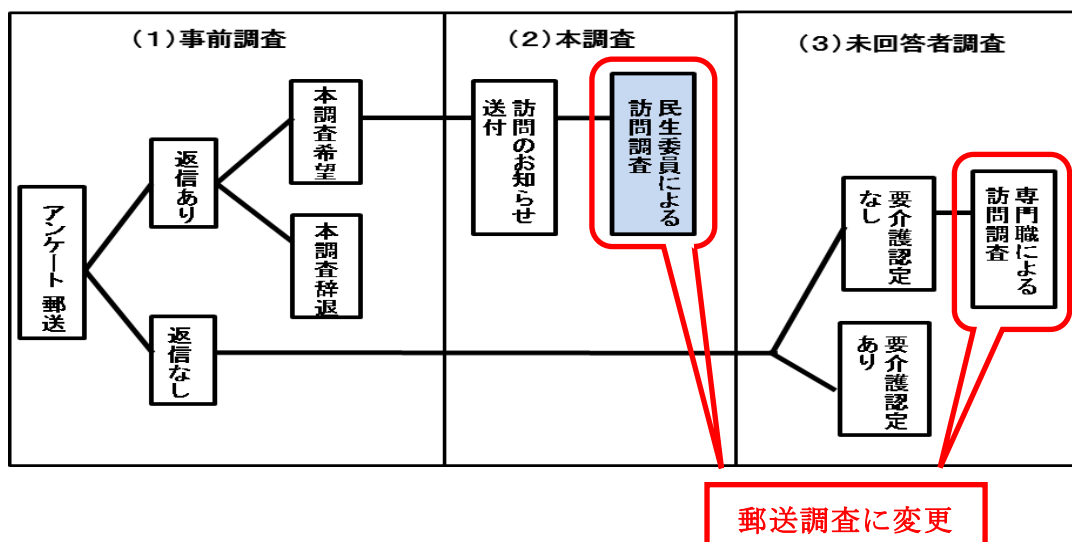 (1)事前調査
(2)本調査
(3)未回答者調査
アンケート郵送
返信あり
返信なし
本調査希望
本調査辞退
訪問のお知らせ
送付
民生委員による
訪問調査
要介護認定
なし
要介護認定
あり
専門職による
訪問調査
郵送調査に変更